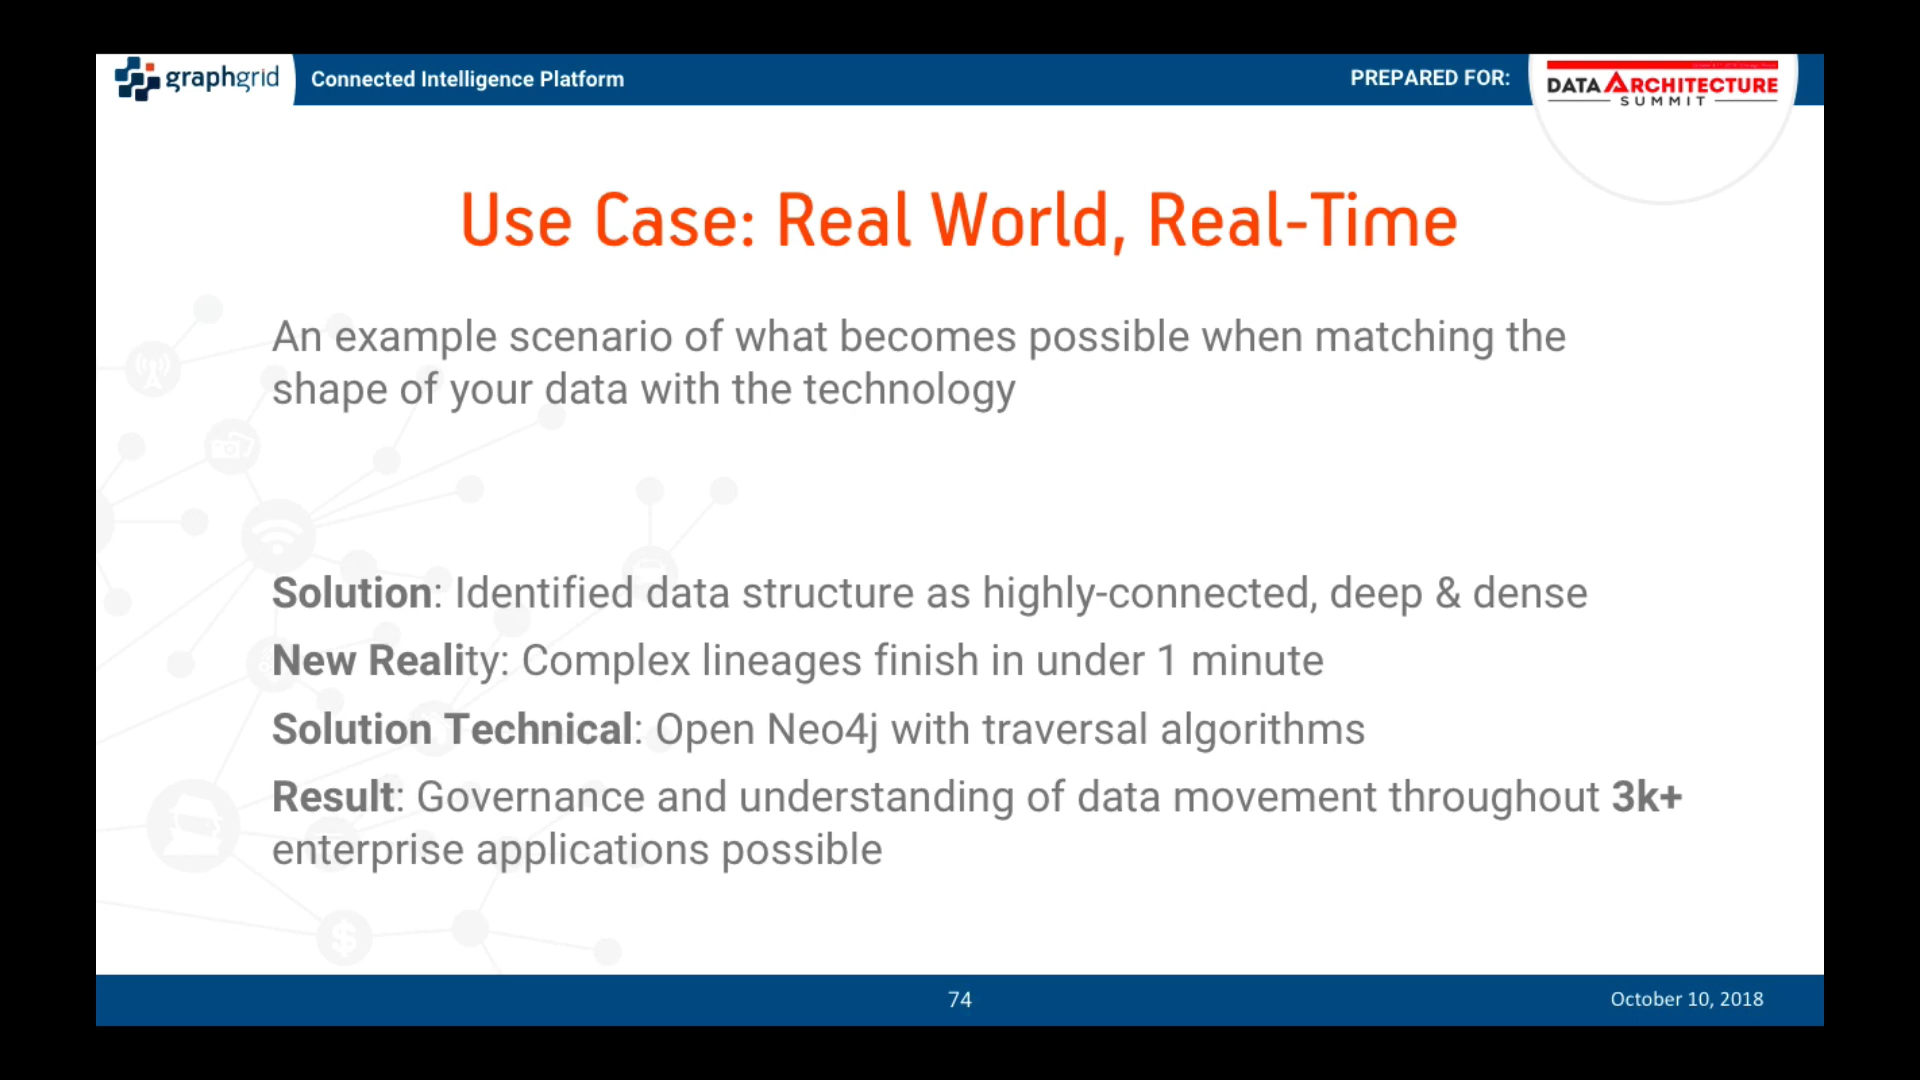 graphgrid
Connected Intelligence Platform
PREPARED FOR:
DATA ARCHITECTURE
SUMMIT
Use Case: Real World, Real-Time
An example scenario of what becomes possible when matching the
shape of your data with the technology
Solution: Identified data structure as highly-connected, deep & dense
New Reality: Complex lineages finish in under 1 minute
Solution Technical: Open Neo4j with traversal algorithms
Result: Governance and understanding of data movement throughout 3k+
enterprise applications possible
74
October 10, 2018